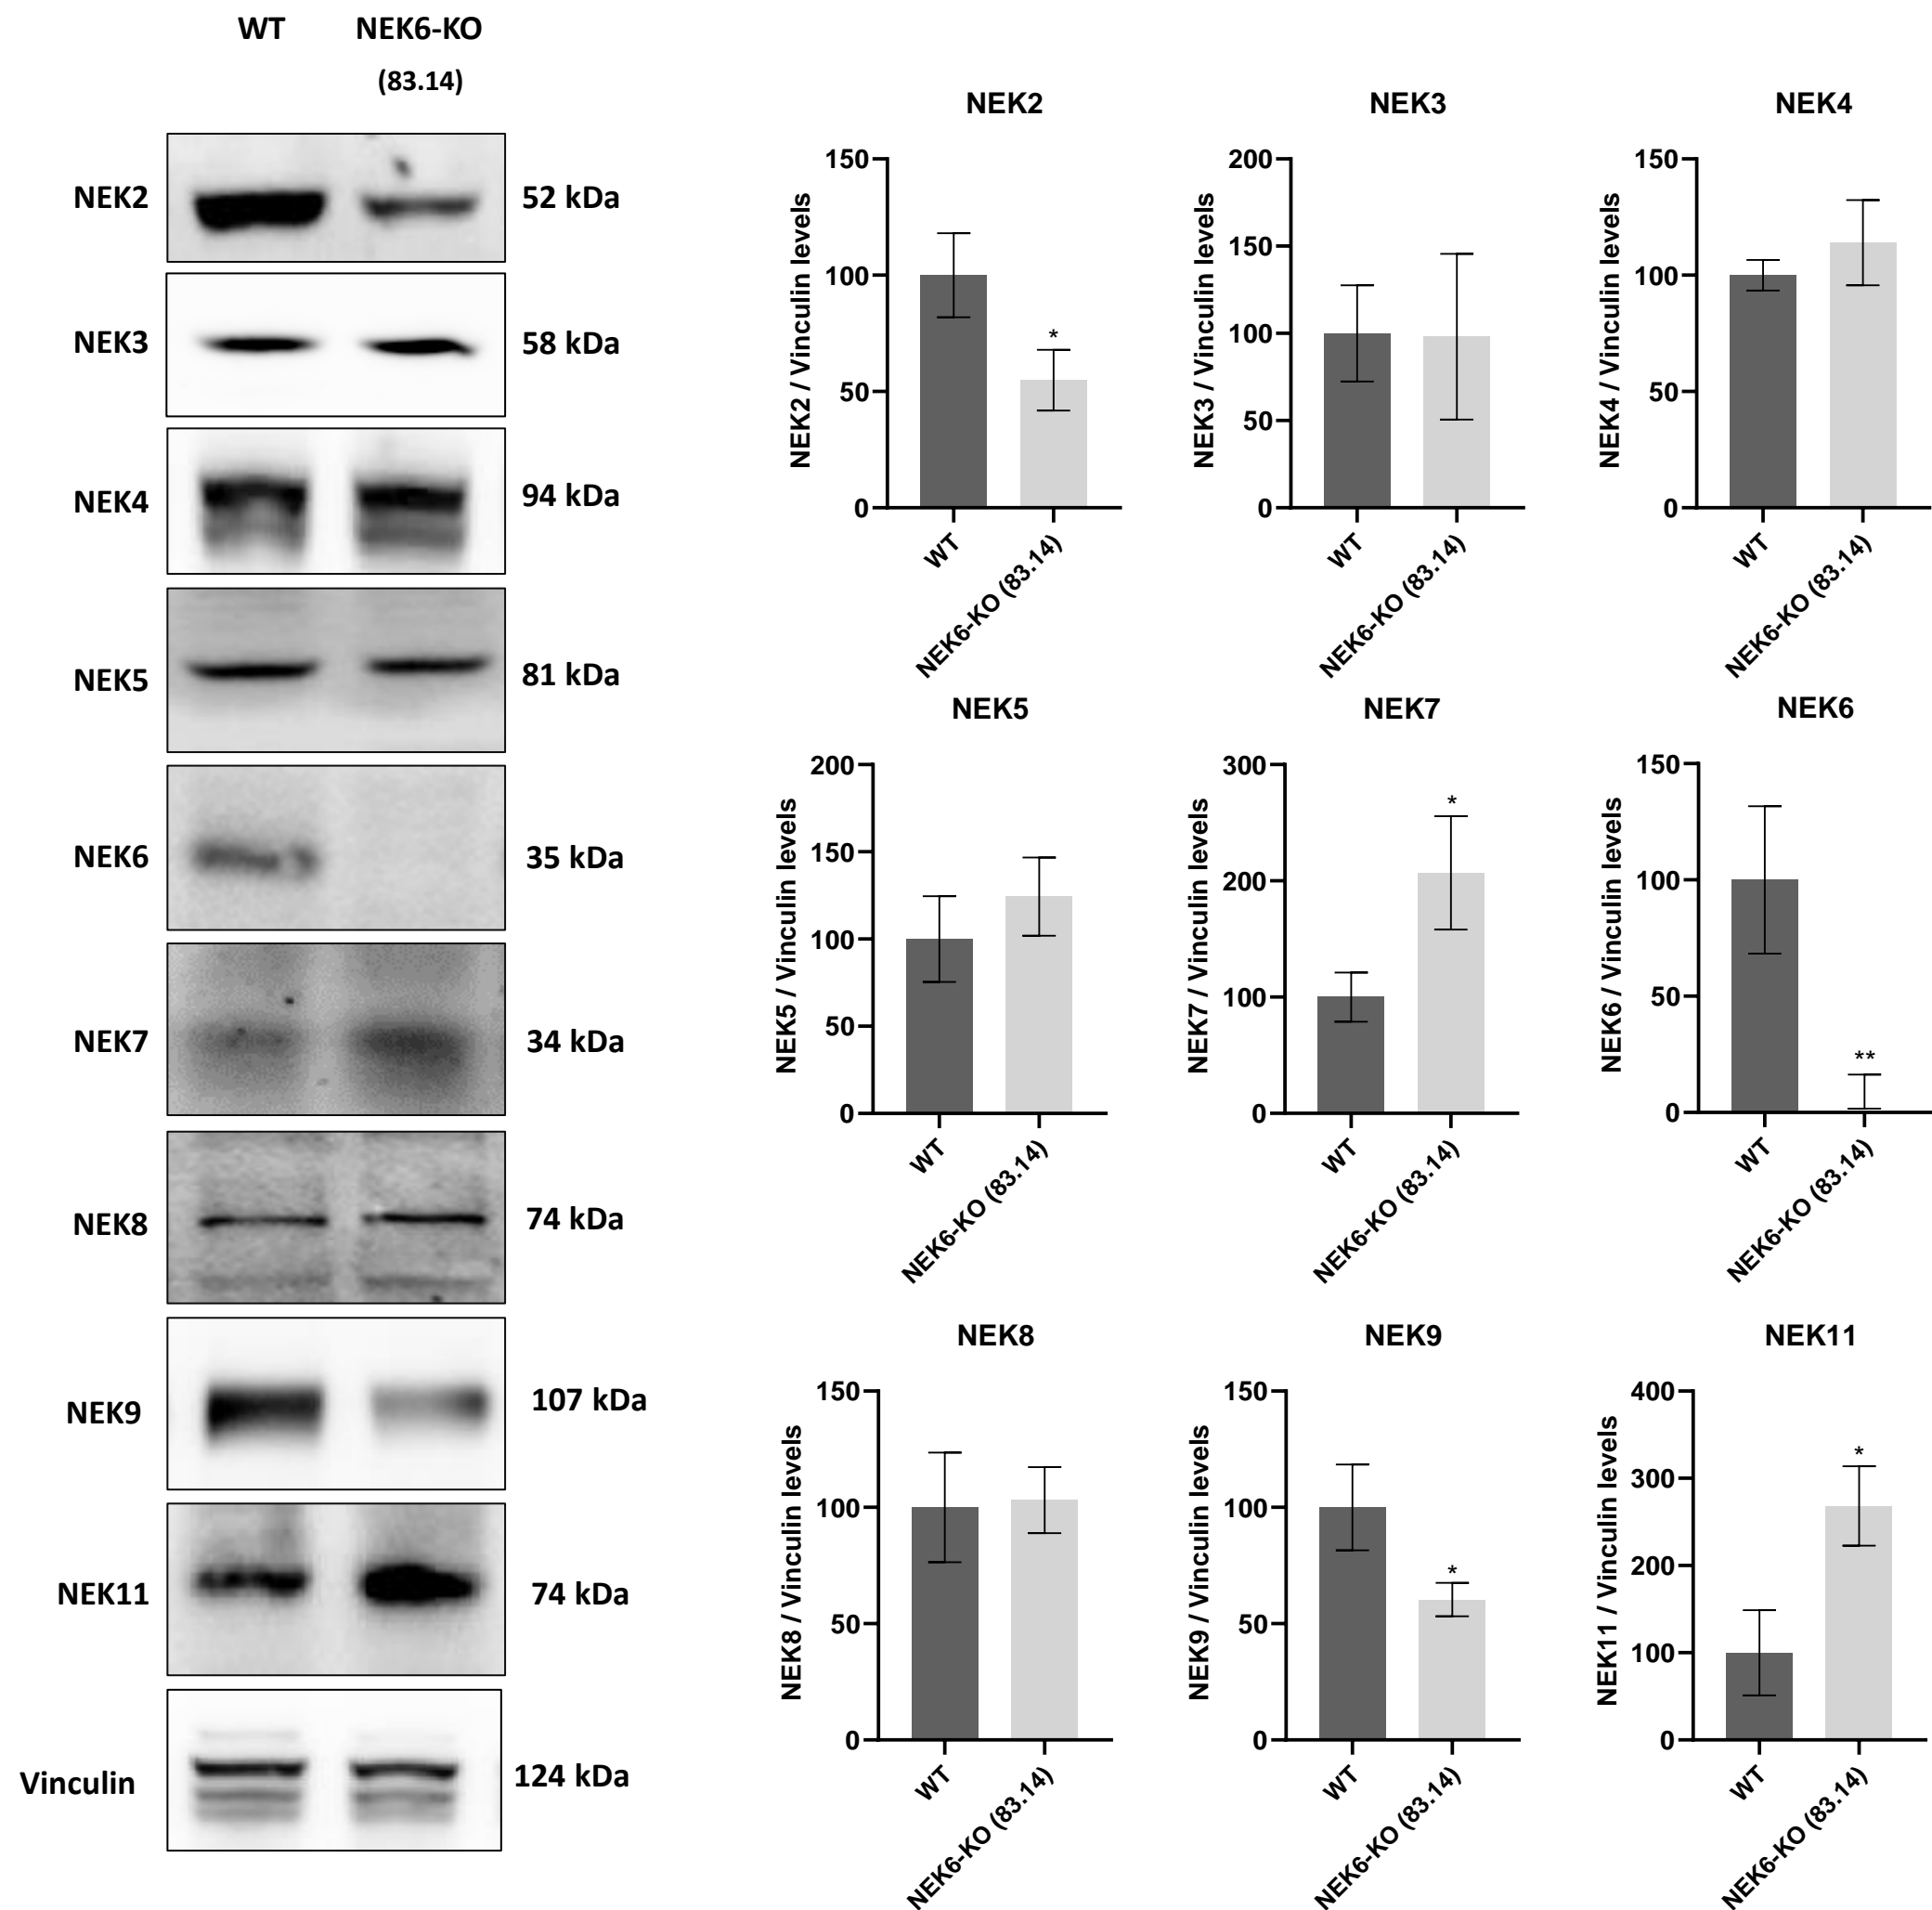 WT NEK6-KO
(83.14)
NEK2 52 kDa
NEK3 58 kDa
NEK4 94 kDa
NEK5 81 kDa
NEK6 35 kDa
NEK7 34 kDa
NEK8 74 kDa
NEK9 107 kDa
NEK11 74 kDa
Vinculin 124 kDa
NEK2
NEK2 / Vinculin levels
150
100
50
0
*
WT
NEK6-KO (83.14)
NEK3
NEK3 / Vinculin levels
200
150
100
50
0
WT
NEK6-KO (83.14)
NEK4
NEK4 / Vinculin levels
150
100
50
0
WT
NEK6-KO (83.14)
NEK5
NEK5 / Vinculin levels
200
150
100
50
0
WT
NEK6-KO (83.14)
NEK7
NEK7 / Vinculin levels
300
200
100
0
*
WT
NEK6-KO (83.14)
NEK6
NEK6 / Vinculin levels
150
100
50
0
**
WT
NEK6-KO (83.14)
NEK8
NEK8 / Vinculin levels
150
100
50
0
WT
NEK6-KO (83.14)
NEK9
NEK9 / Vinculin levels
150
100
50
0
*
WT
NEK6-KO (83.14)
NEK11
NEK11 / Vinculin levels
400
300
200
100
0
*
WT
NEK6-KO (83.14)